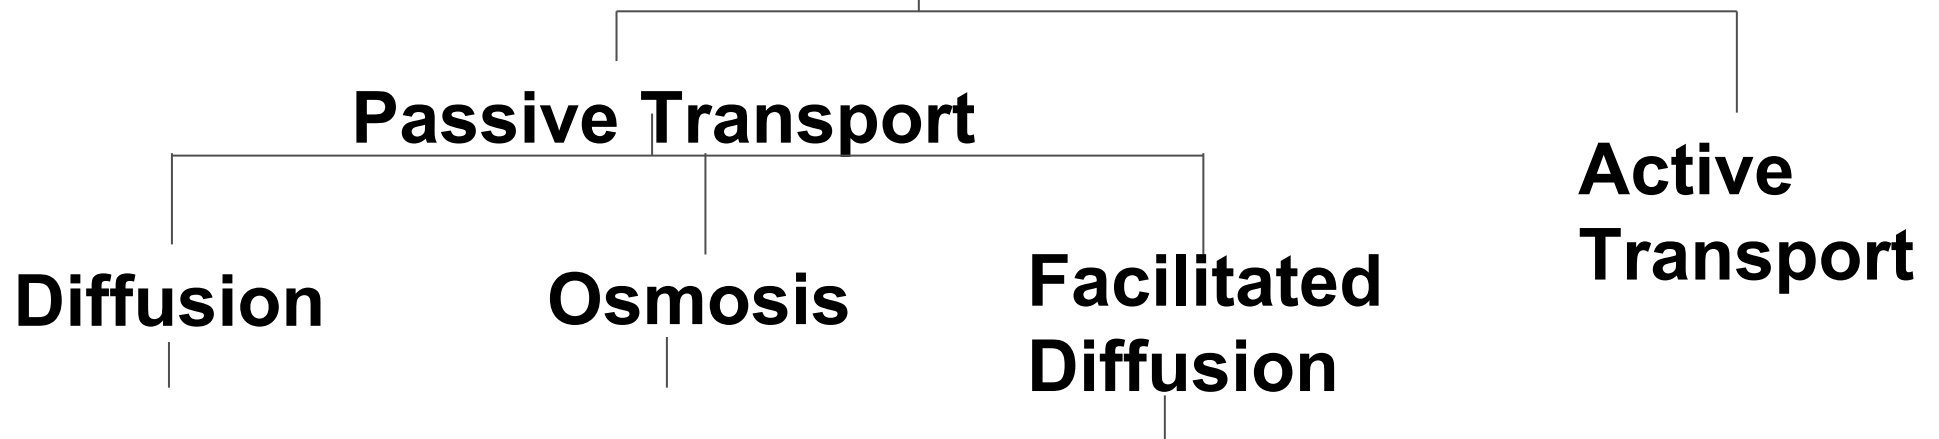 Passive Transport
Active
Transport
Diffusion
Osmosis
Facilitated
Diffusion